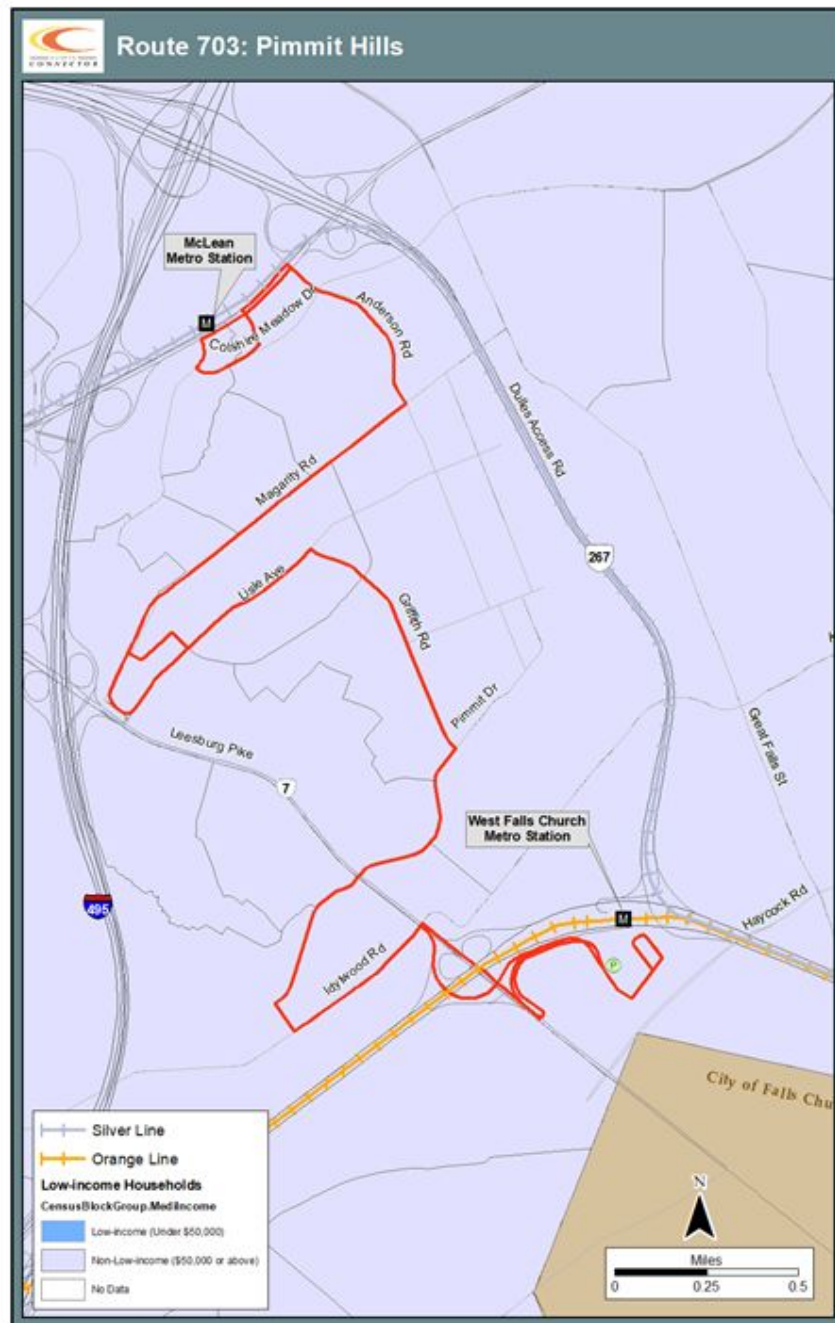 CONNECTOR
Route 703: Pimmit Hills
McLean
Metro Station
Colshire Meadow Dr
Anderson Rd
Dulles Access Rd
Magarity Rd
267
Lisle Ave
Griffith Rd
Pimmit Dr
Great Falls St
Leesburg Pike
7
West Falls Church
Metro Station
Haycock Rd
495
Idylwood Rd
M
M
P
K
City of Falls Chu
Silver Line
Orange Line
Low-income Households
CensusBlockGroup.MedIncome
Low-income (Under $50,000)
Non-Low-income ($50,000 or above)
No Data
N
Miles
0 0.25 0.5